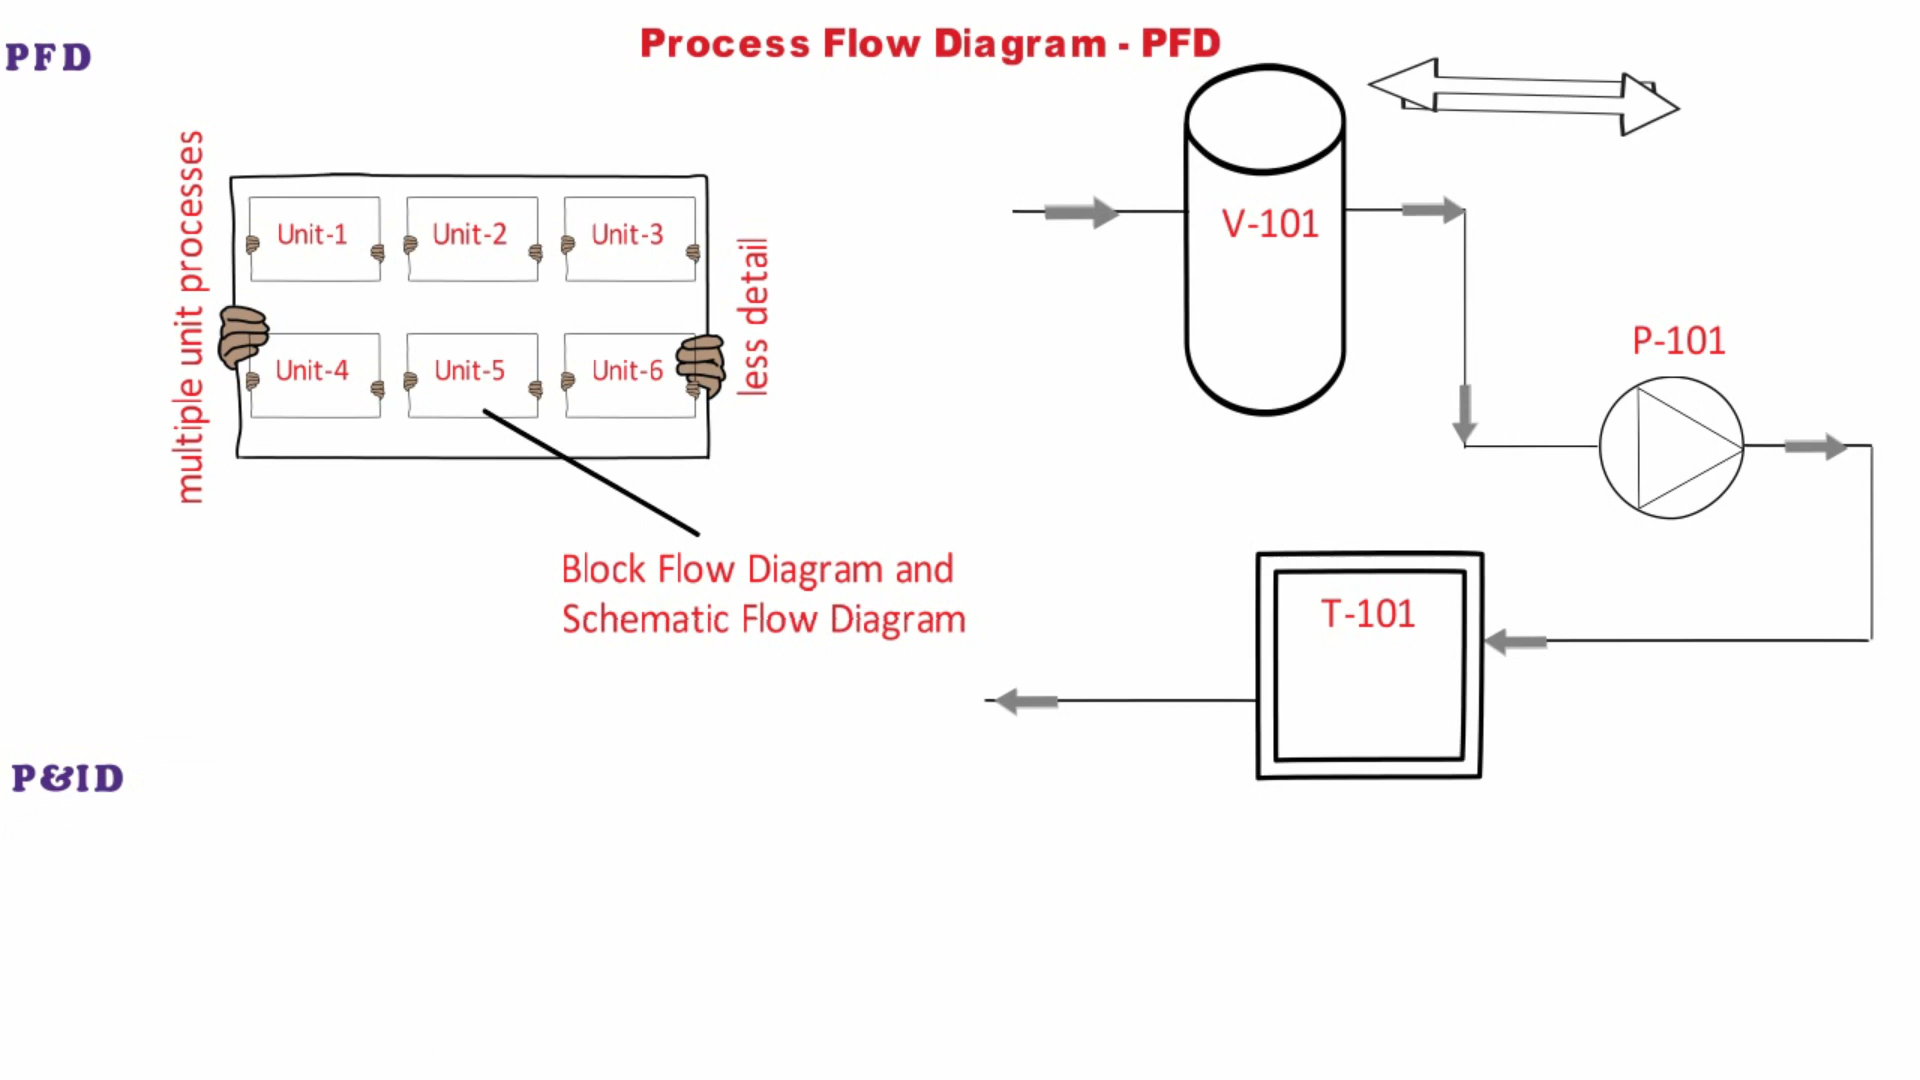 Process Flow Diagram - PFD
PFD
multiple unit processes
Unit-1
Unit-2
Unit-3
Unit-4
Unit-5
Unit-6
less detail
Block Flow Diagram and
Schematic Flow Diagram
V-101
P-101
T-101
P&ID